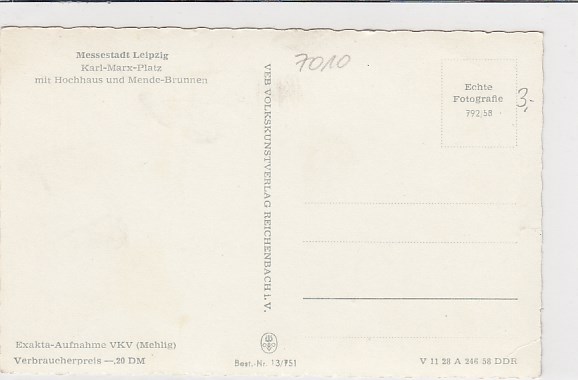 Messestadt Leipzig
Karl-Marx-Platz
mit Hochhaus und Mende-Brunnen
7010
VEB VOLKSKUNSTVERLAG REICHENBACH i. V.
Echte
Fotografie
792/58
3,-
Exakta-Aufnahme VKV (Mehlig)
Verbraucherpreis —,20 DM
Best.-Nr. 13/751
V 11 28 A 246 58 DDR